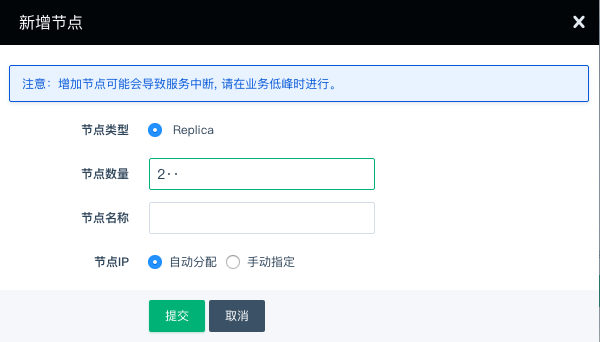 新增节点
注意：增加节点可能会导致服务中断, 请在业务低峰时进行。
节点类型 Replica
节点数量 2··
节点名称
节点IP 自动分配 手动指定
提交 取消